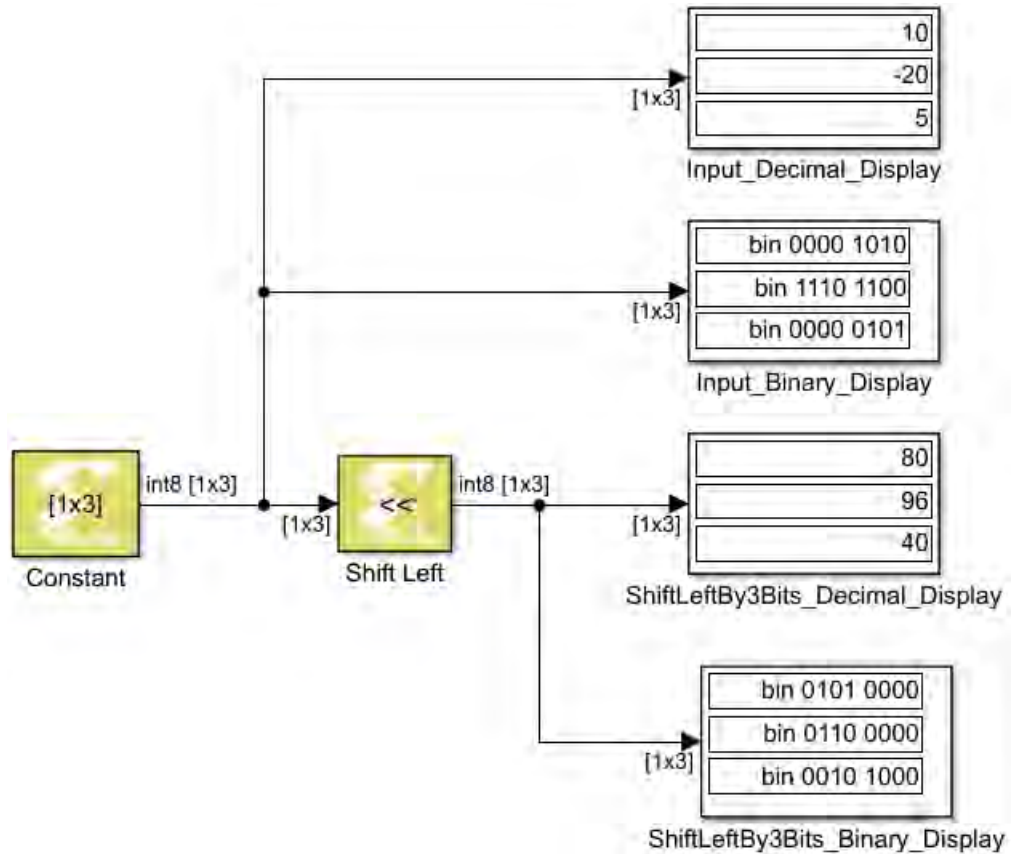 10
-20
5
[1x3]
Input_Decimal_Display
bin 0000 1010
bin 1110 1100
bin 0000 0101
[1x3]
Input_Binary_Display
[1x3]
int8 [1x3]
Constant
[1x3]
<<
int8 [1x3]
Shift Left
80
96
40
[1x3]
ShiftLeftBy3Bits_Decimal_Display
bin 0101 0000
bin 0110 0000
bin 0010 1000
[1x3]
ShiftLeftBy3Bits_Binary_Display